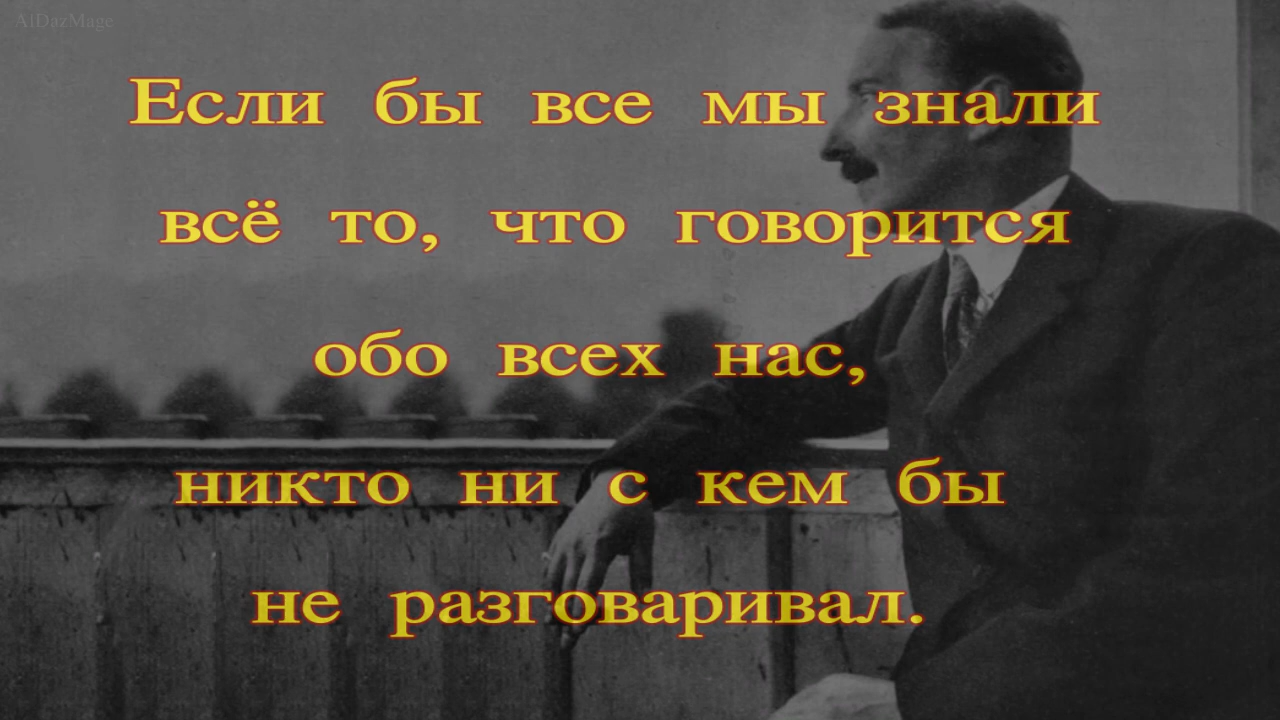 AlDazMage
Если бы все мы знали
всё то, что говорится
обо всех нас,
никто ни с кем бы
не разговаривал.